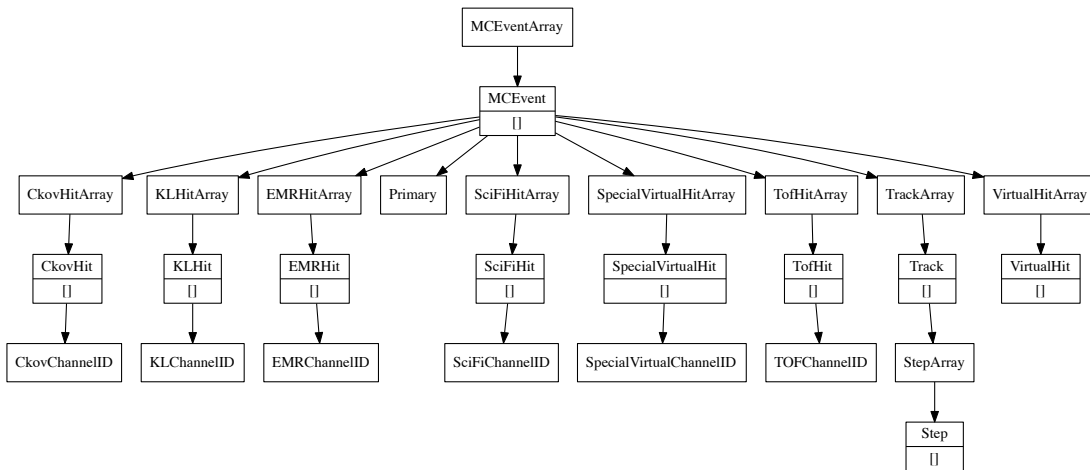 MCEventArray
MCEvent
[]
CkovHitArray KLHitArray EMRHitArray Primary SciFiHitArray SpecialVirtualHitArray TofHitArray TrackArray VirtualHitArray
CkovHit KLHit EMRHit SciFiHit SpecialVirtualHit TofHit Track VirtualHit
[] [] [] [] [] [] [] []
CkovChannelID KLChannelID EMRChannelID SciFiChannelID SpecialVirtualChannelID TOFChannelID StepArray
Step
[]